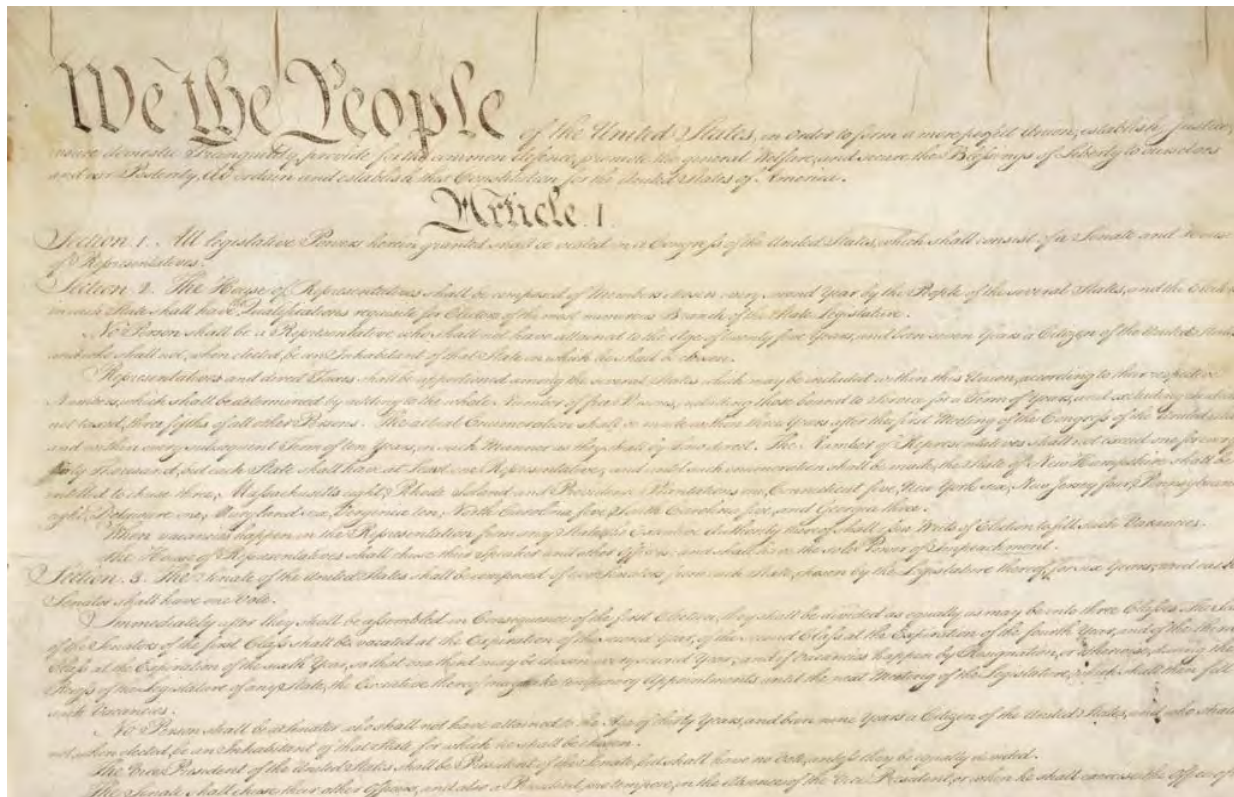 We the People of the United States, in Order to form a more perfect Union, establish Justice,
insure domestic Tranquility, provide for the common defence, promote the general Welfare, and secure the Blessings of Liberty to ourselves
and our Posterity, do ordain and establish this Constitution for the United States of America.
Article. I.
Section. 1. All legislative Powers herein granted shall be vested in a Congress of the United States, which shall consist of a Senate and House
of Representatives.
Section. 2. The House of Representatives shall be composed of Members chosen every second Year by the People of the several States, and the Electors
in each State shall have the Qualifications requisite for Electors of the most numerous Branch of the State Legislature.
No Person shall be a Representative who shall not have attained to the Age of twenty five Years, and been seven Years a Citizen of the United States,
and who shall not, when elected, be an Inhabitant of that State in which he shall be chosen.
Representatives and direct Taxes shall be apportioned among the several States which may be included within this Union, according to their respective
Numbers, which shall be determined by adding to the whole Number of free Persons, including those bound to Service for a Term of Years, and excluding Indians
not taxed, three fifths of all other Persons. The actual Enumeration shall be made within three Years after the first Meeting of the Congress of the United States,
and within every subsequent Term of ten Years, in such Manner as they shall by Law direct. The Number of Representatives shall not exceed one for every
thirty Thousand, but each State shall have at Least one Representative; and until such enumeration shall be made, the State of New Hampshire shall be
entitled to chuse three, Massachusetts eight, Rhode Island and Providence Plantations one, Connecticut five, New York six, New Jersey four, Pennsylvania
eight, Delaware one, Maryland six, Virginia ten, North Carolina five, South Carolina five, and Georgia three.
When vacancies happen in the Representation from any State, the Executive Authority thereof shall issue Writs of Election to fill such Vacancies.
The House of Representatives shall chuse their Speaker and other Officers; and shall have the sole Power of Impeachment.
Section. 3. The Senate of the United States shall be composed of two Senators from each State, chosen by the Legislature thereof, for six Years; and each
Senator shall have one Vote.
Immediately after they shall be assembled in Consequence of the first Election, they shall be divided as equally as may be into three Classes. The Seats
of the Senators of the first Class shall be vacated at the Expiration of the second Year, of the second Class at the Expiration of the fourth Year, and of the third
Class at the Expiration of the sixth Year, so that one third may be chosen every second Year; and if Vacancies happen by Resignation, or otherwise, during the
Recess of the Legislature of any State, the Executive thereof may make temporary Appointments until the next Meeting of the Legislature, which shall then fill
such Vacancies.
No Person shall be a Senator who shall not have attained to the Age of thirty Years, and been nine Years a Citizen of the United States, and who shall
not, when elected, be an Inhabitant of that State for which he shall be chosen.
The Vice President of the United States shall be President of the Senate, but shall have no Vote, unless they be equally divided.
The Senate shall chuse their other Officers, and also a President pro tempore, in the Absence of the Vice President, or when he shall exercise the Office of